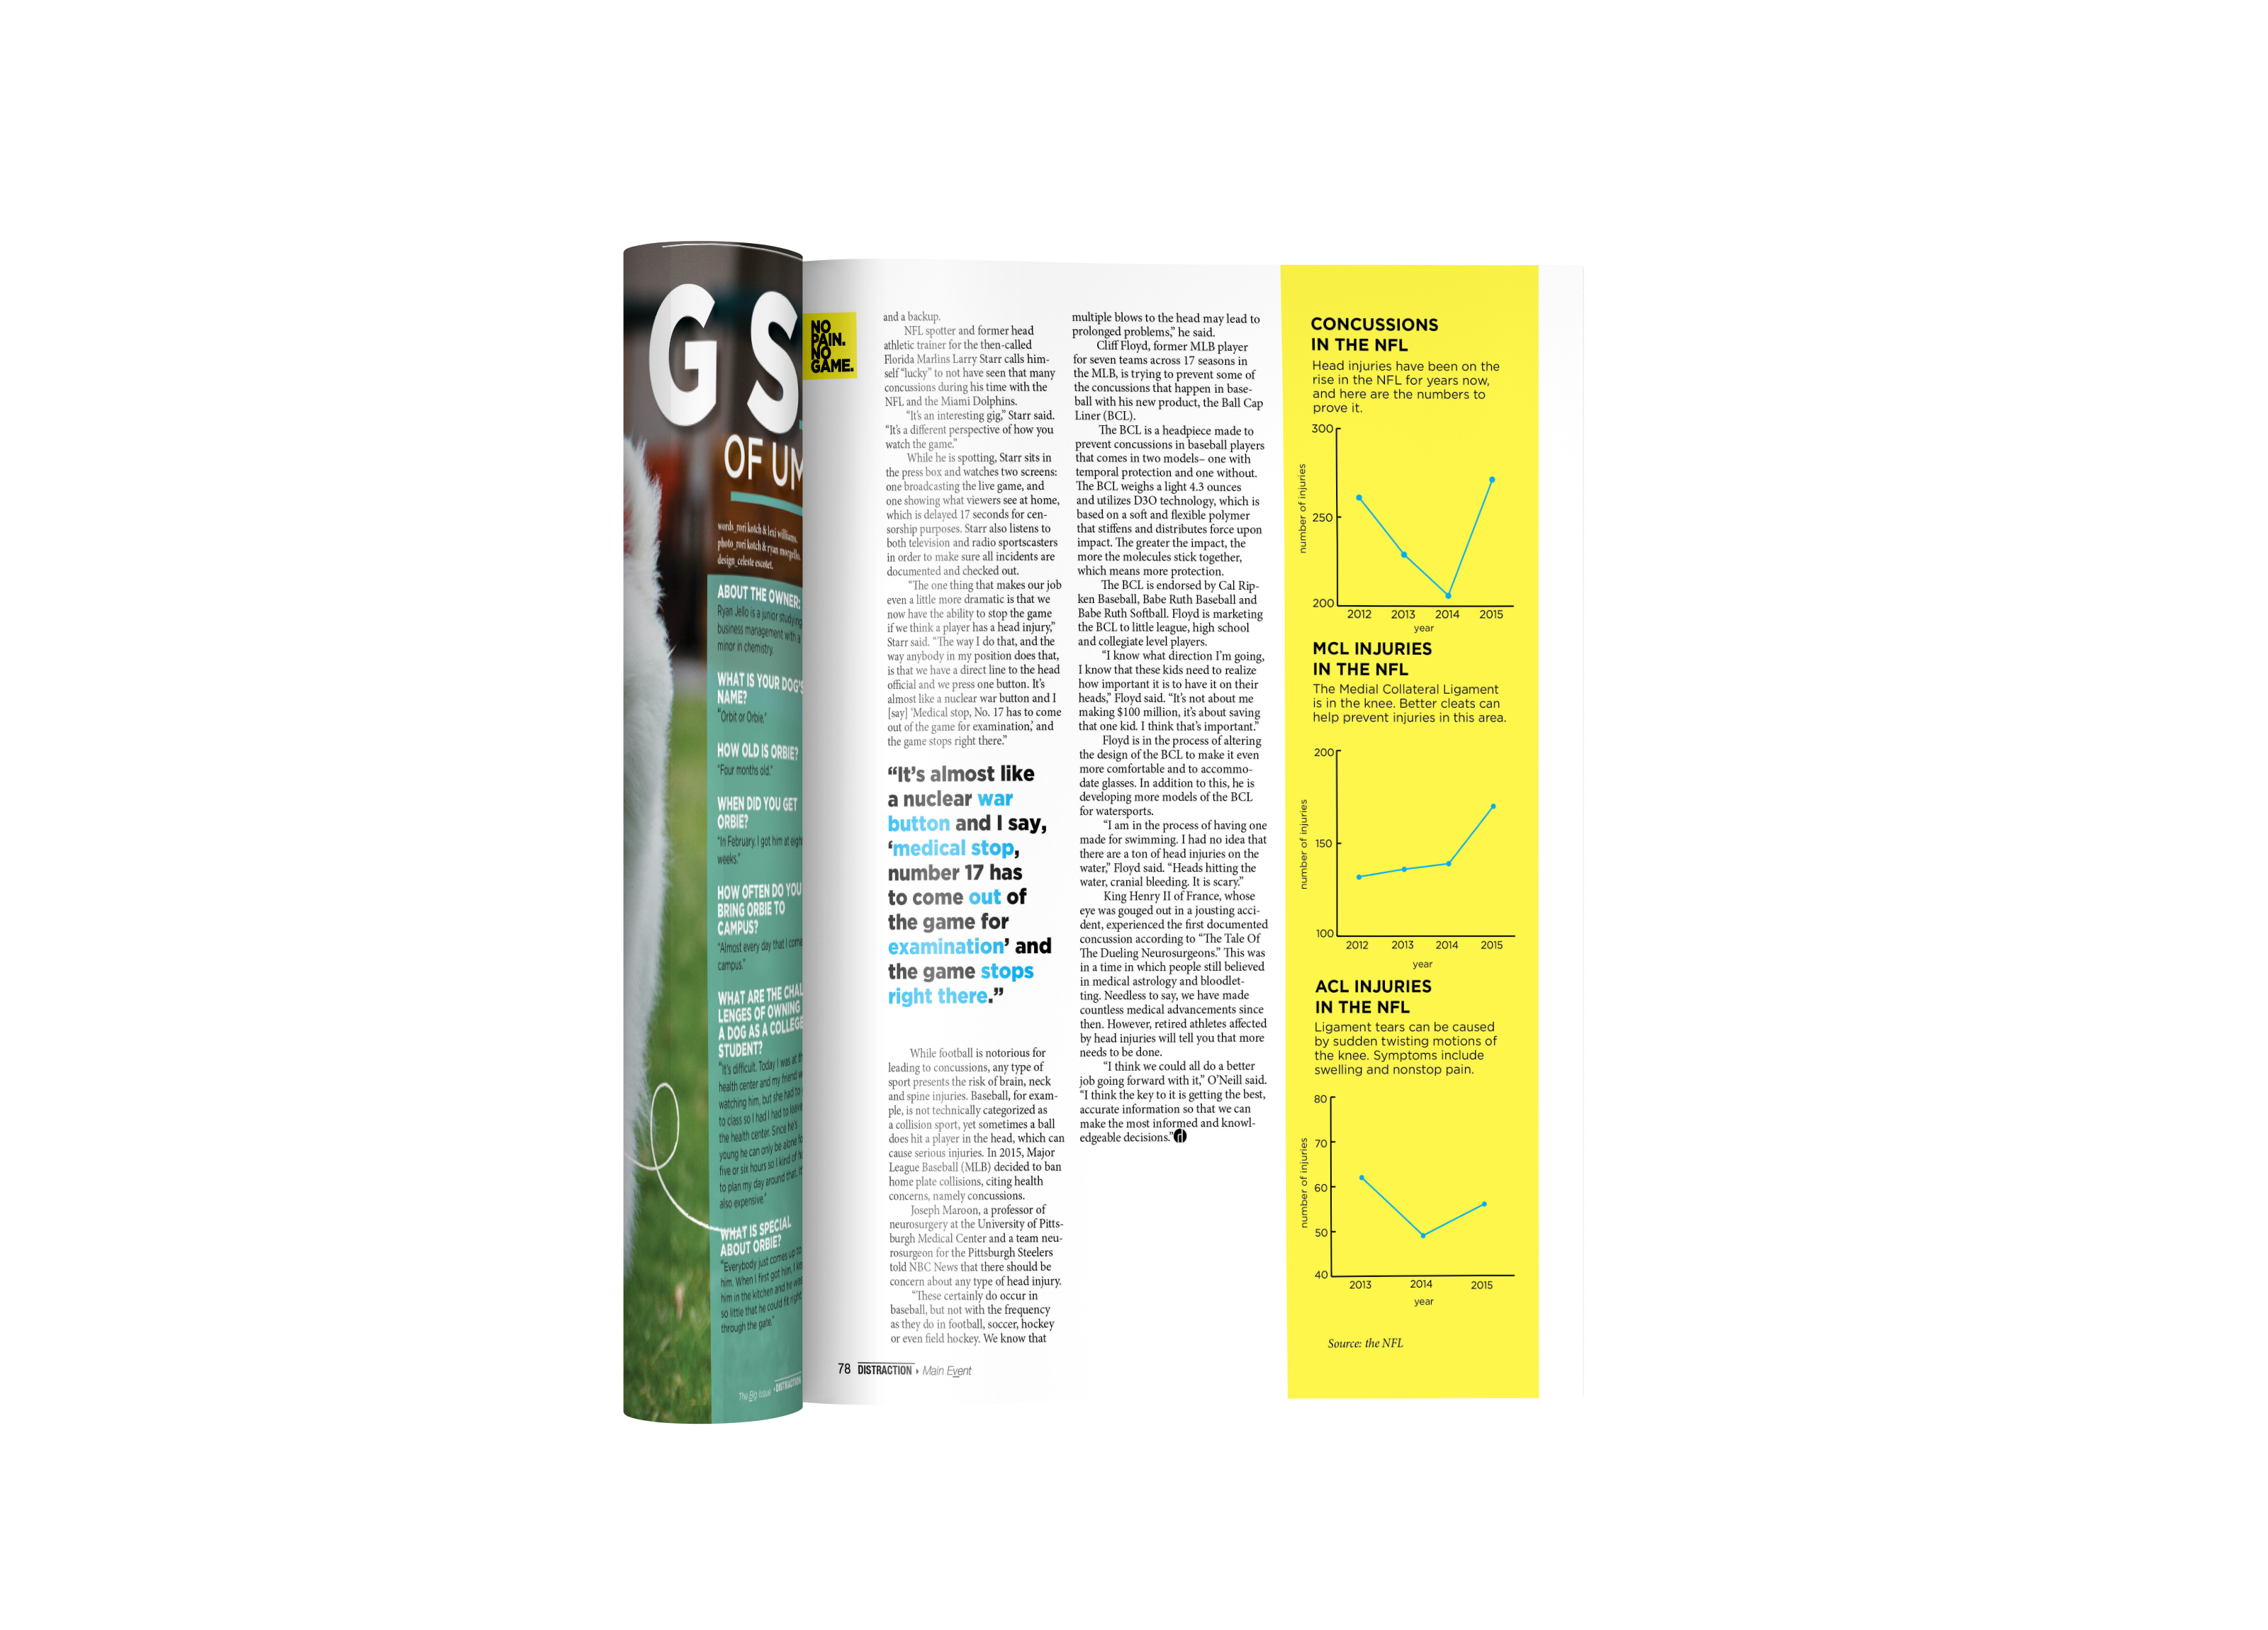 G S
OF UM
words_rori kotch & lexi williams.
photo_rori kotch & ryan
design_celeste escotet.
ABOUT THE OWNER:
Ryan Jello is a junior studying
business management with a
minor in chemistry.
WHAT IS YOUR DOG'S
NAME?
"Orbit or Orbie."
HOW OLD IS ORBIE?
"Four months old."
WHEN DID YOU GET
ORBIE?
"In February. I got him at eight
weeks."
HOW OFTEN DO YOU
BRING ORBIE TO
CAMPUS?
"Almost every day that I come
campus."
WHAT ARE THE CHAL
LENGES OF OWNING
A DOG AS A COLLEGE
STUDENT?
"It's difficult. Today I was at th
health center and my friend w
watching him, but she had to
to class so I had I had to leave
the health center. Since he's
young he can only be alone fo
five or six hours so I kind of ha
to plan my day around that. It
also expensive."
WHAT IS SPECIAL
ABOUT ORBIE?
"Everybody just comes up to
him. When I first got him, I kept
him in the kitchen and he was
so little that he could fit right
through the gate."
The Big Issue DISTRACTION
NO
PAIN.
NO
GAME.
and a backup.
NFL spotter and former head
athletic trainer for the then-called
Florida Marlins Larry Starr calls him-
self "lucky" to not have seen that many
concussions during his time with the
NFL and the Miami Dolphins.
"It's an interesting gig," Starr said.
"It's a different perspective of how you
watch the game."
While he is spotting, Starr sits in
the press box and watches two screens:
one broadcasting the live game, and
one showing what viewers see at home,
which is delayed 17 seconds for cen-
sorship purposes. Starr also listens to
both television and radio sportscasters
in order to make sure all incidents are
documented and checked out.
"The one thing that makes our job
even a little more dramatic is that we
now have the ability to stop the game
if we think a player has a head injury,"
Starr said. "The way I do that, and the
way anybody in my position does that,
is that we have a direct line to the head
official and we press one button. It's
almost like a nuclear war button and I
[say] 'Medical stop, No. 17 has to come
out of the game for examination,' and
the game stops right there."
"It's almost like
a nuclear war
button and I say,
'medical stop,
number 17 has
to come out of
the game for
examination' and
the game stops
right there."
While football is notorious for
leading to concussions, any type of
sport presents the risk of brain, neck
and spine injuries. Baseball, for exam-
ple, is not technically categorized as
a collision sport, yet sometimes a ball
does hit a player in the head, which can
cause serious injuries. In 2015, Major
League Baseball (MLB) decided to ban
home plate collisions, citing health
concerns, namely concussions.
Joseph Maroon, a professor of
neurosurgery at the University of Pitts-
burgh Medical Center and a team neu-
rosurgeon for the Pittsburgh Steelers
told NBC News that there should be
concern about any type of head injury.
"These certainly do occur in
baseball, but not with the frequency
as they do in football, soccer, hockey
or even field hockey. We know that
78 DISTRACTION Main Event
multiple blows to the head may lead to
prolonged problems," he said.
Cliff Floyd, former MLB player
for seven teams across 17 seasons in
the MLB, is trying to prevent some of
the concussions that happen in base-
ball with his new product, the Ball Cap
Liner (BCL).
The BCL is a headpiece made to
prevent concussions in baseball players
that comes in two models– one with
temporal protection and one without.
The BCL weighs a light 4.3 ounces
and utilizes D3O technology, which is
based on a soft and flexible polymer
that stiffens and distributes force upon
impact. The greater the impact, the
more the molecules stick together,
which means more protection.
The BCL is endorsed by Cal Rip-
ken Baseball, Babe Ruth Baseball and
Babe Ruth Softball. Floyd is marketing
the BCL to little league, high school
and collegiate level players.
"I know what direction I'm going,
I know that these kids need to realize
how important it is to have it on their
heads," Floyd said. "It's not about me
making $100 million, it's about saving
that one kid. I think that's important."
Floyd is in the process of altering
the design of the BCL to make it even
more comfortable and to accommo-
date glasses. In addition to this, he is
developing more models of the BCL
for watersports.
"I am in the process of having one
made for swimming. I had no idea that
there are a ton of head injuries on the
water," Floyd said. "Heads hitting the
water, cranial bleeding. It is scary."
King Henry II of France, whose
eye was gouged out in a jousting acci-
dent, experienced the first documented
concussion according to "The Tale Of
The Dueling Neurosurgeons." This was
in a time in which people still believed
in medical astrology and bloodlet-
ting. Needless to say, we have made
countless medical advancements since
then. However, retired athletes affected
by head injuries will tell you that more
needs to be done.
"I think we could all do a better
job going forward with it," O'Neill said.
"I think the key to it is getting the best,
accurate information so that we can
make the most informed and knowl-
edgeable decisions."
CONCUSSIONS
IN THE NFL
Head injuries have been on the
rise in the NFL for years now,
and here are the numbers to
prove it.
300
250
200
number of injuries
2012 2013 2014 2015
year
MCL INJURIES
IN THE NFL
The Medial Collateral Ligament
is in the knee. Better cleats can
help prevent injuries in this area.
200
150
100
number of injuries
2012 2013 2014 2015
year
ACL INJURIES
IN THE NFL
Ligament tears can be caused
by sudden twisting motions of
the knee. Symptoms include
swelling and nonstop pain.
80
70
60
50
40
number of injuries
2013 2014 2015
year
Source: the NFL